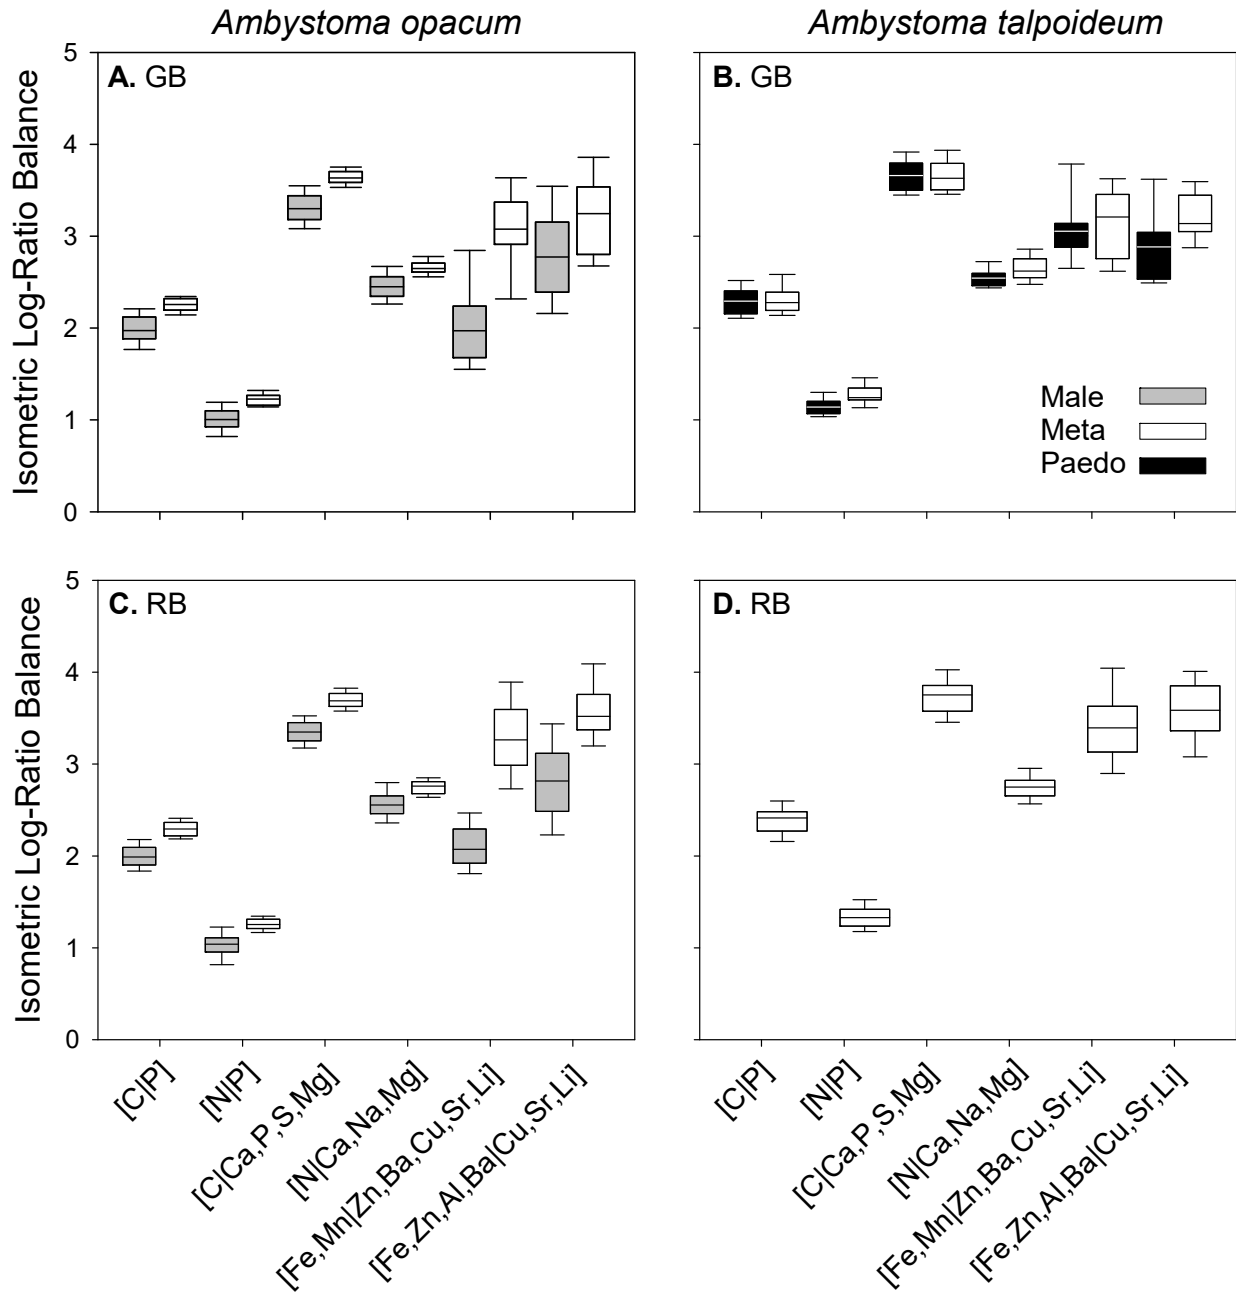 Ambystoma opacum
Ambystoma talpoideum
A. GB
B. GB
Isometric Log-Ratio Balance
5
4
3
2
1
0
Male
Meta
Paedo
C. RB
D. RB
Isometric Log-Ratio Balance
5
4
3
2
1
0
[C|P]
[N|P]
[C|Ca,P,S,Mg]
[N|Ca,Na,Mg]
[Fe,Mn|Zn,Ba,Cu,Sr,Li]
[Fe,Zn,Al,Ba|Cu,Sr,Li]
[C|P]
[N|P]
[C|Ca,P,S,Mg]
[N|Ca,Na,Mg]
[Fe,Mn|Zn,Ba,Cu,Sr,Li]
[Fe,Zn,Al,Ba|Cu,Sr,Li]